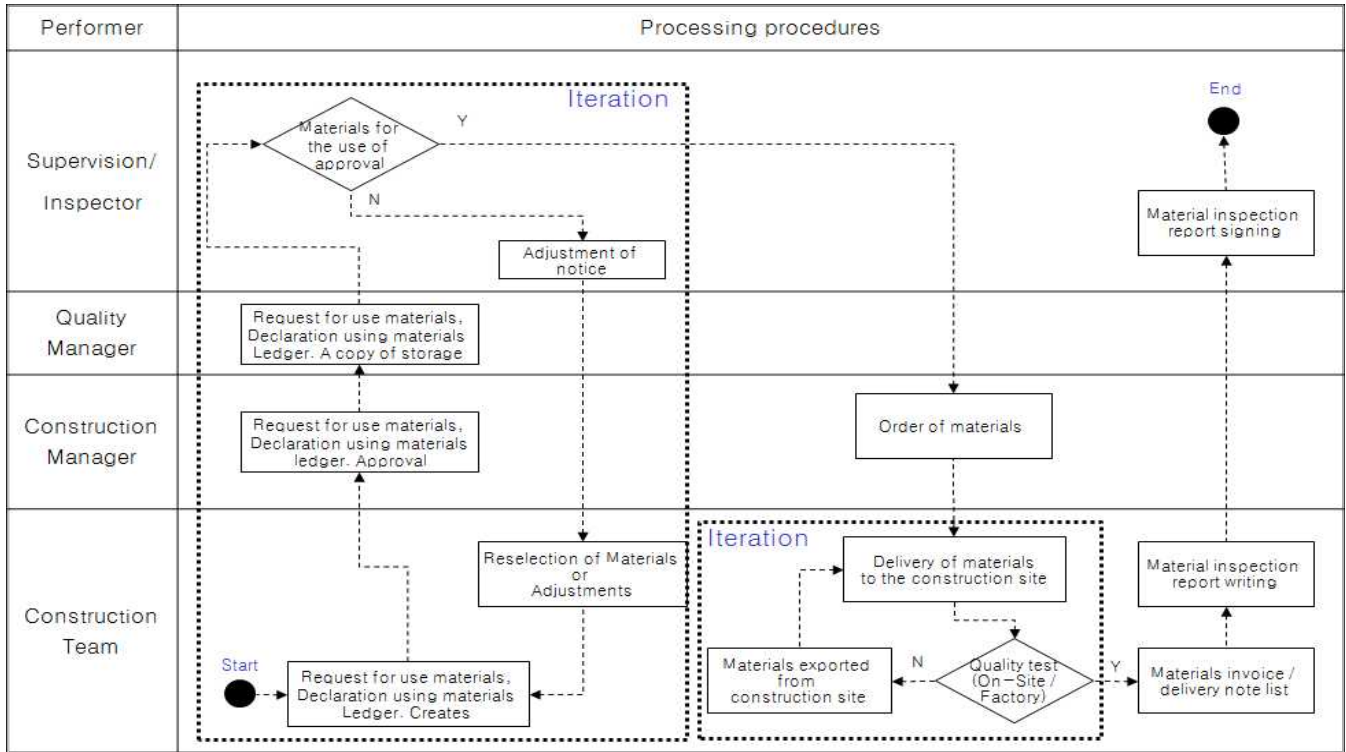 Performer
Processing procedures
Supervision/
Inspector
Iteration
Materials for
the use of
approval
Y
N
Adjustment of
notice
End
Material inspection
report signing
Quality
Manager
Request for use materials,
Declaration using materials
Ledger. A copy of storage
Construction
Manager
Request for use materials,
Declaration using materials
ledger. Approval
Order of materials
Construction
Team
Reselection of Materials
or
Adjustments
Start
Request for use materials,
Declaration using materials
Ledger. Creates
Iteration
Delivery of materials
to the construction site
Materials exported
from
construction site
N
Quality test
(On-Site /
Factory)
Y
Material inspection
report writing
Materials invoice /
delivery note list